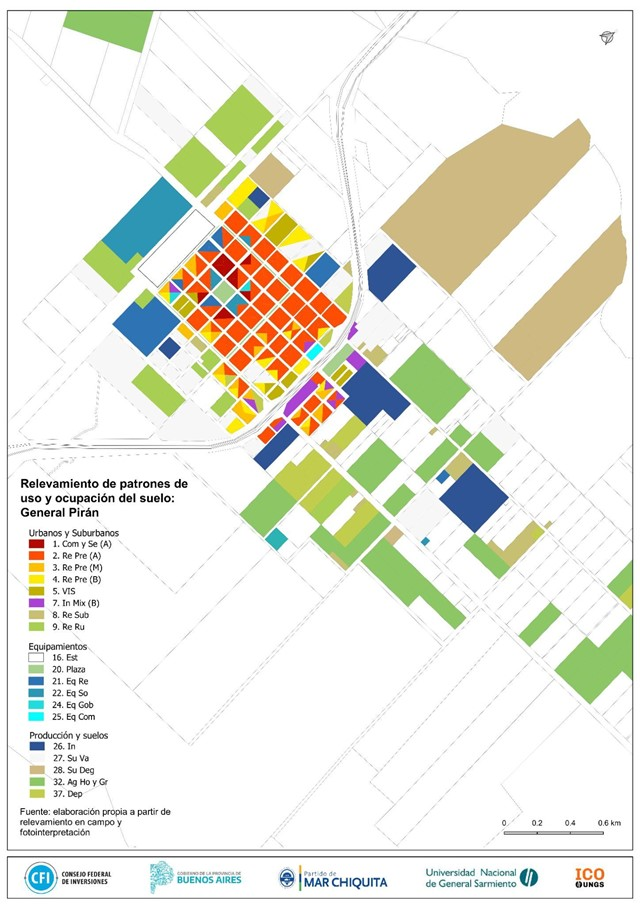 Relevamiento de patrones de
uso y ocupación del suelo:
General Pirán
Urbanos y Suburbanos
1. Com y Se (A)
2. Re Pre (A)
3. Re Pre (M)
4. Re Pre (B)
5. VIS
7. In Mix (B)
8. Re Sub
9. Re Ru
Equipamientos
16. Est
20. Plaza
21. Eq Re
22. Eq So
24. Eq Gob
25. Eq Com
Producción y suelos
26. In
27. Su Va
28. Su Deg
32. Ag Ho y Gr
37. Dep
Fuente: elaboración propia a partir de
relevamiento en campo y
fotointerpretación
0. 0.2 0.4 0.6 km
CFI
CONSEJO FEDERAL
DE INVERSIONES
GOBIERNO DE LA PROVINCIA DE
BUENOS AIRES
Partido de
MAR CHIQUITA
Universidad Nacional
de General Sarmiento
ICO
UNGS